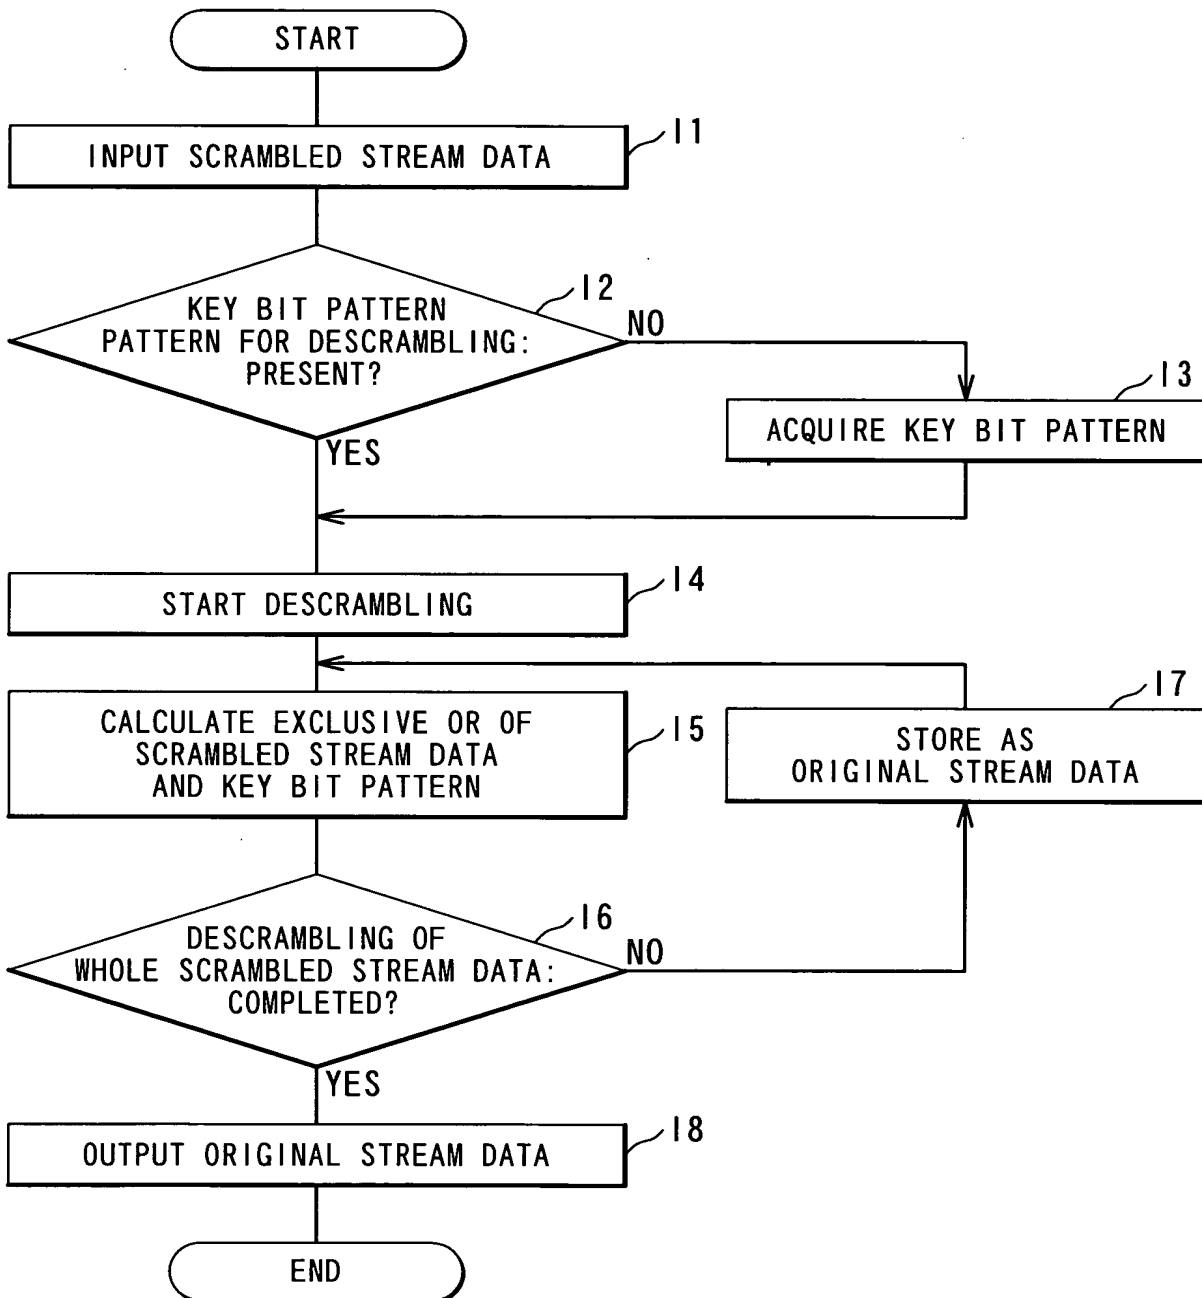 START
INPUT SCRAMBLED STREAM DATA
11
KEY BIT PATTERN
PATTERN FOR DESCRAMBLING:
PRESENT?
12
NO
YES
ACQUIRE KEY BIT PATTERN
13
START DESCRAMBLING
14
CALCULATE EXCLUSIVE OR OF
SCRAMBLED STREAM DATA
AND KEY BIT PATTERN
15
STORE AS
ORIGINAL STREAM DATA
17
DESCRAMBLING OF
WHOLE SCRAMBLED STREAM DATA:
COMPLETED?
16
NO
YES
OUTPUT ORIGINAL STREAM DATA
18
END